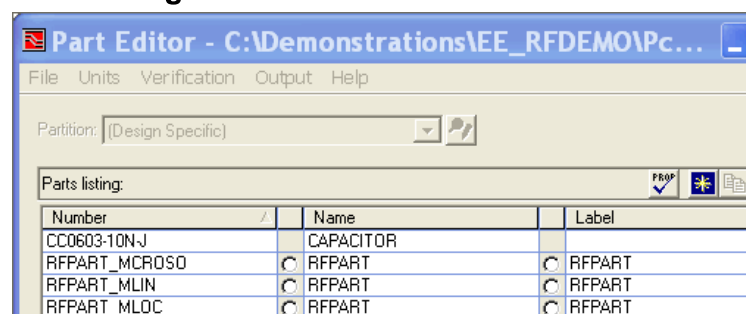 Part Editor - C:\Demonstrations\EE_RFDEMO\Pc...
File Units Verification Output Help
Partition: (Design Specific)
Parts listing:
PROP
Number Name Label
CC0603-10N-J CAPACITOR
RFPART_MCROSO RFPART RFPART
RFPART_MLIN RFPART RFPART
RFPART_MLOC RFPART RFPART